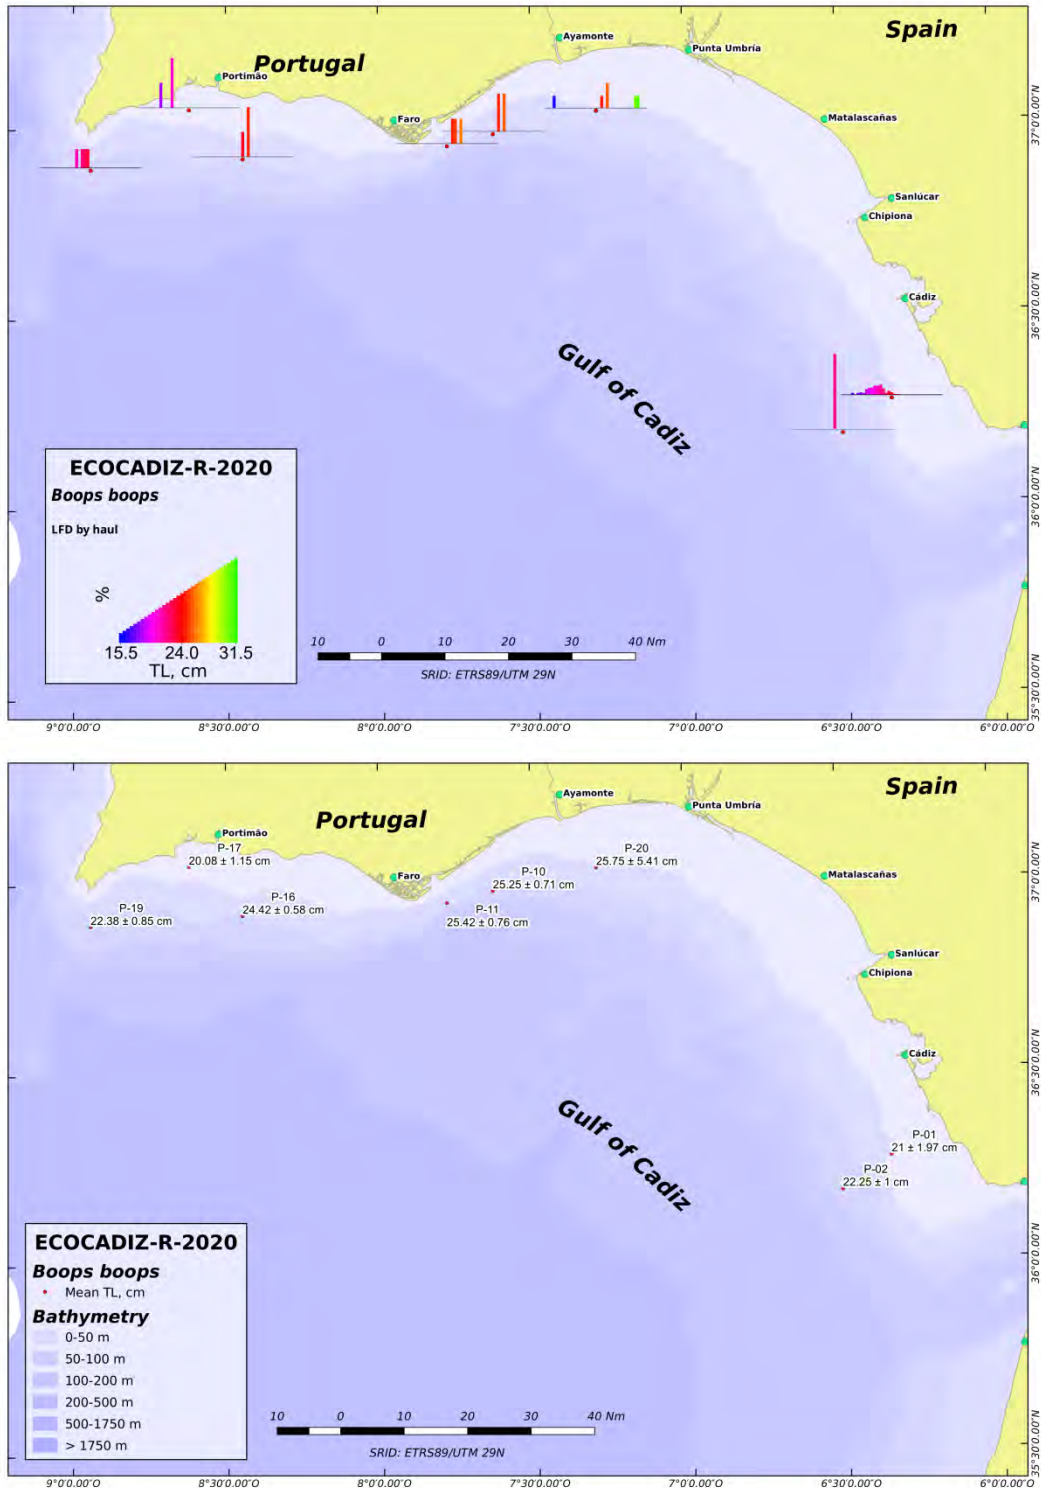 Spain
Portugal
Ayamonte
Punta Umbría
Portimão
Faro
Matalascañas
Sanlúcar
Chipiona
Cádiz
Gulf of Cadiz
37°0'0.00"N
36°30'0.00"N
36°0'0.00"N
35°30'0.00"N
ECOCADIZ-R-2020
Boops boops
LFD by haul
%
15.5 24.0 31.5
TL, cm
10 0 10 20 30 40 Nm
SRID: ETRS89/UTM 29N
9°0'0.00"O 8°30'0.00"O 8°0'0.00"O 7°30'0.00"O 7°0'0.00"O 6°30'0.00"O 6°0'0.00"O
Spain
Portugal
Ayamonte
Punta Umbría
Portimão
P-17
20.08 ± 1.15 cm
P-20
25.75 ± 5.41 cm
P-10
25.25 ± 0.71 cm
Faro
Matalascañas
P-16
24.42 ± 0.58 cm
P-19
22.38 ± 0.85 cm
P-11
25.42 ± 0.76 cm
Sanlúcar
Chipiona
Cádiz
Gulf of Cadiz
P-01
21 ± 1.97 cm
P-02
22.25 ± 1 cm
37°0'0.00"N
36°30'0.00"N
36°0'0.00"N
35°30'0.00"N
ECOCADIZ-R-2020
Boops boops
Mean TL, cm
Bathymetry
0-50 m
50-100 m
100-200 m
200-500 m
500-1750 m
> 1750 m
10 0 10 20 30 40 Nm
SRID: ETRS89/UTM 29N
9°0'0.00"O 8°30'0.00"O 8°0'0.00"O 7°30'0.00"O 7°0'0.00"O 6°30'0.00"O 6°0'0.00"O